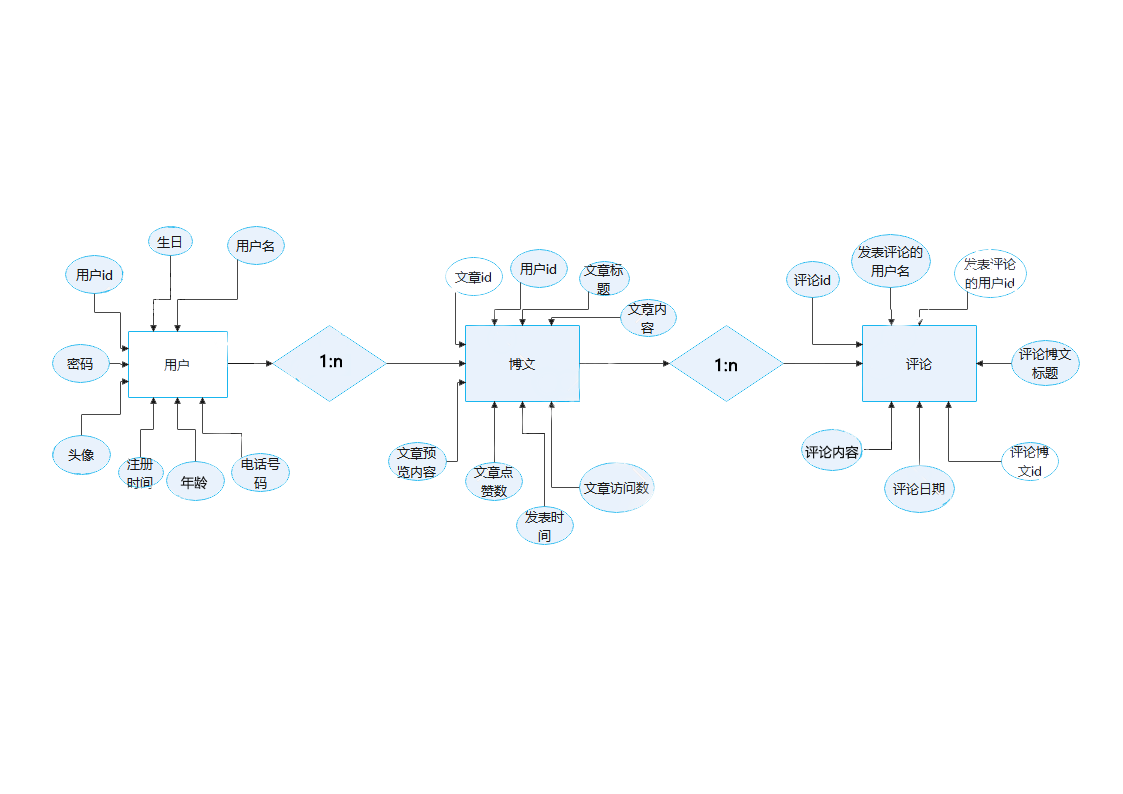 生日
用户名
用户id
密码
用户
头像
注册
时间
年龄
电话号
码
1:n
文章id
用户id
文章标
题
文章内
容
博文
文章预
览内容
文章点
赞数
发表时
间
文章访问数
1:n
发表评论的
用户名
发表评论
的用户id
评论id
评论
评论博文
标题
评论内容
评论日期
评论博
文id